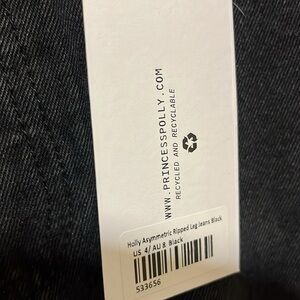 WWW.PRINCESSPOLLY.COM
RECYCLED AND RECYCLABLE
Holly Asymmetric Ripped Leg Jeans Black
US 4/ AU 8 Black
533656